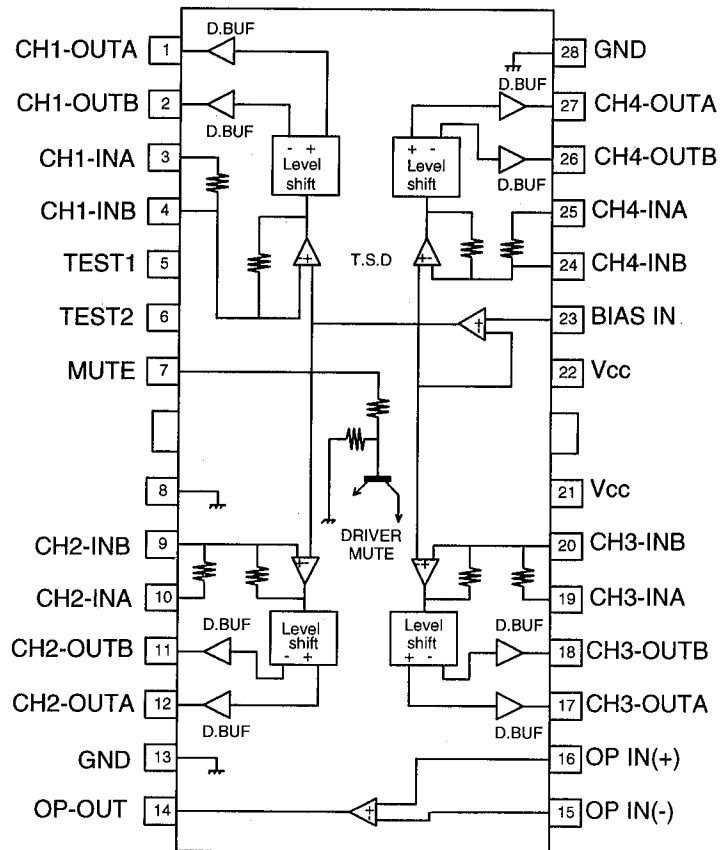 CH1-OUTA 1 D.BUF 28 GND
D.BUF
CH1-OUTB 2 27 CH4-OUTA
D.BUF
- + + -
CH1-INA 3 Level shift Level shift 26 CH4-OUTB
D.BUF
CH1-INB 4 25 CH4-INA
TEST1 5 + - T.S.D + - 24 CH4-INB
TEST2 6 + - 23 BIAS IN
MUTE 7 22 Vcc
8 21 Vcc
DRIVER
MUTE
CH2-INB 9 20 CH3-INB
+ - + -
CH2-INA 10 19 CH3-INA
D.BUF Level shift Level shift D.BUF
CH2-OUTB 11 - + + - 18 CH3-OUTB
CH2-OUTA 12 17 CH3-OUTA
D.BUF D.BUF
GND 13 16 OP IN(+)
OP-OUT 14 + - 15 OP IN(-)